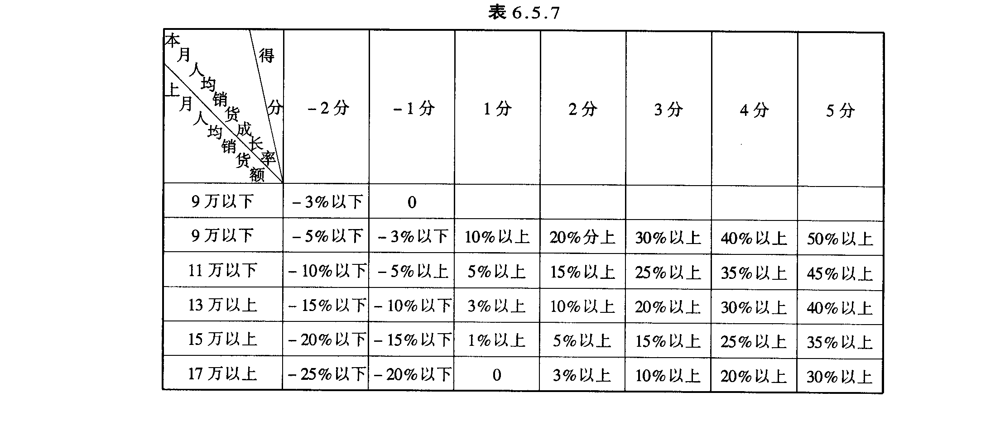 表 6.5.7
本月人均销货成长率
得分
上月人均销货额
－2分 －1分 1分 2分 3分 4分 5分
9万以下 －3%以下 0
9万以下 －5%以下 －3%以下 10%以上 20%分上 30%以上 40%以上 50%以上
11万以下 －10%以下 －5%以上 5%以上 15%以上 25%以上 35%以上 45%以上
13万以上 －15%以下 －10%以下 3%以上 10%以上 20%以上 30%以上 40%以上
15万以上 －20%以下 －15%以下 1%以上 5%以上 15%以上 25%以上 35%以上
17万以上 －25%以下 －20%以下 0 3%以上 10%以上 20%以上 30%以上